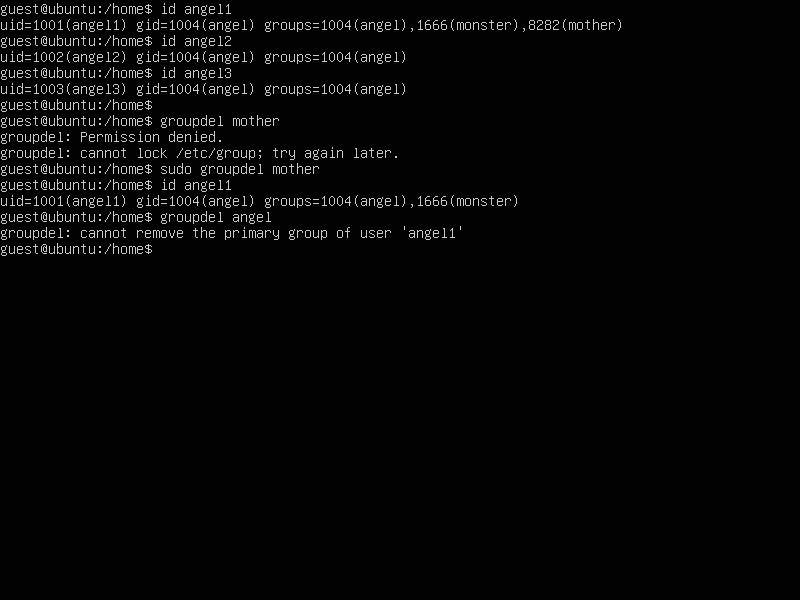 guest@ubuntu:/home$ id angel1
uid=1001(angel1) gid=1004(angel) groups=1004(angel),1666(monster),8282(mother)
guest@ubuntu:/home$ id angel2
uid=1002(angel2) gid=1004(angel) groups=1004(angel)
guest@ubuntu:/home$ id angel3
uid=1003(angel3) gid=1004(angel) groups=1004(angel)
guest@ubuntu:/home$
guest@ubuntu:/home$ groupdel mother
groupdel: Permission denied.
groupdel: cannot lock /etc/group; try again later.
guest@ubuntu:/home$ sudo groupdel mother
guest@ubuntu:/home$ id angel1
uid=1001(angel1) gid=1004(angel) groups=1004(angel),1666(monster)
guest@ubuntu:/home$ groupdel angel
groupdel: cannot remove the primary group of user 'angel1'
guest@ubuntu:/home$